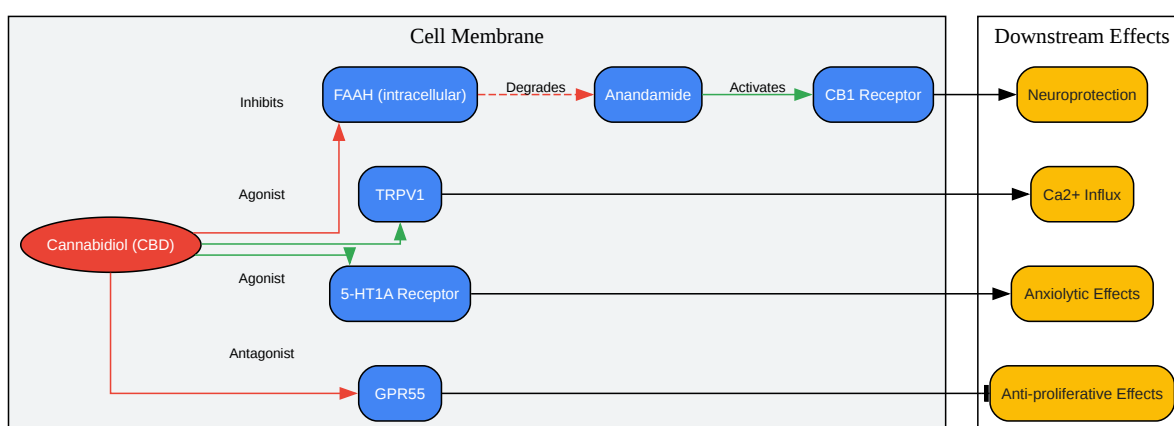 Cell Membrane
Downstream Effects
Inhibits
FAAH (intracellular)
Degrades
Anandamide
Activates
CB1 Receptor
Neuroprotection
Agonist
TRPV1
Ca2+ Influx
Cannabidiol (CBD)
Agonist
5-HT1A Receptor
Anxiolytic Effects
Antagonist
GPR55
Anti-proliferative Effects